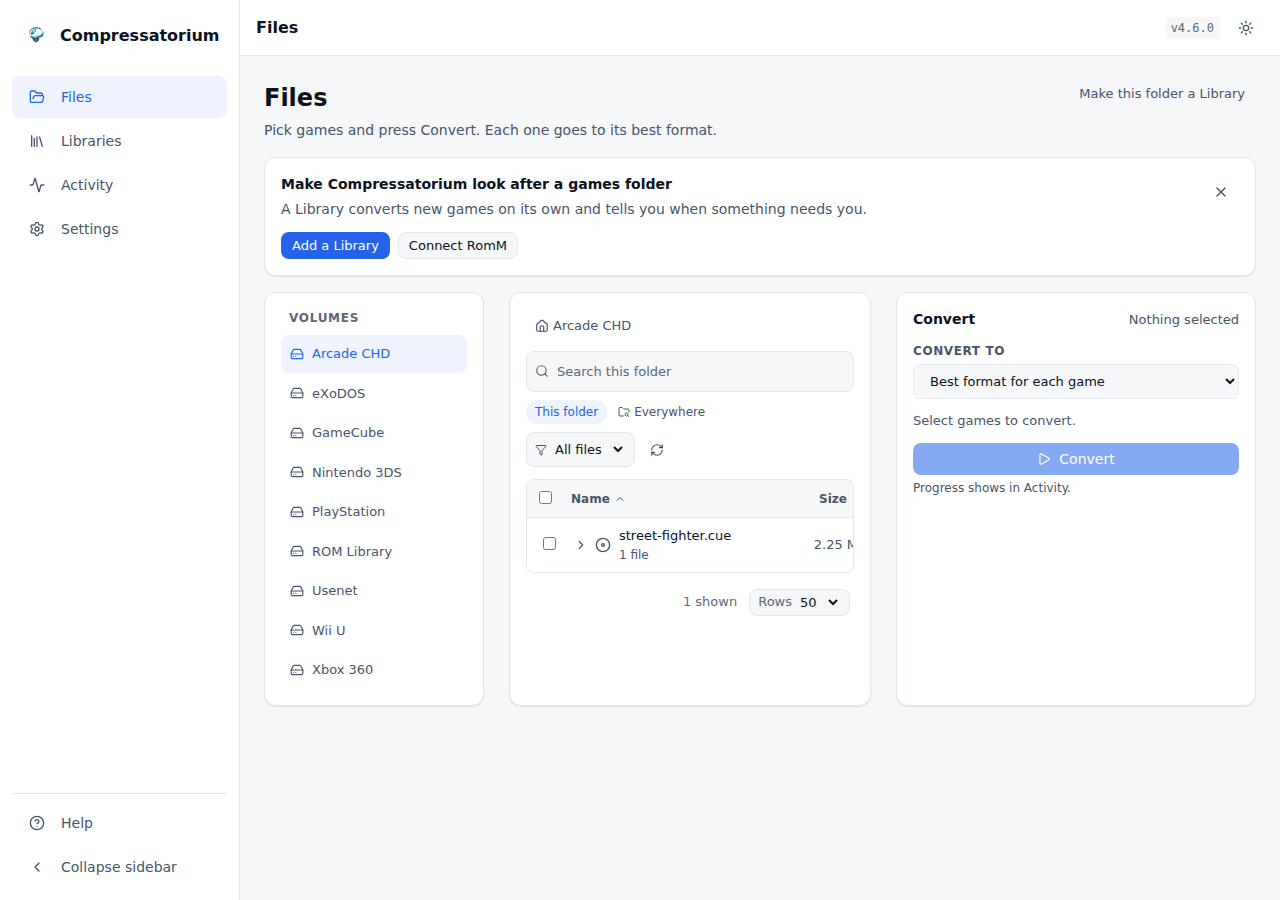 Compressatorium
Files
Libraries
Activity
Settings
Help
Collapse sidebar
Files
v4.6.0
Files
Make this folder a Library
Pick games and press Convert. Each one goes to its best format.
Make Compressatorium look after a games folder
A Library converts new games on its own and tells you when something needs you.
Add a Library
Connect RomM
VOLUMES
Arcade CHD
eXoDOS
GameCube
Nintendo 3DS
PlayStation
ROM Library
Usenet
Wii U
Xbox 360
Arcade CHD
Search this folder
This folder
Everywhere
All files
Name
Size
street-fighter.cue
2.25 M
1 file
1 shown
Rows 50
Convert
Nothing selected
CONVERT TO
Best format for each game
Select games to convert.
Convert
Progress shows in Activity.